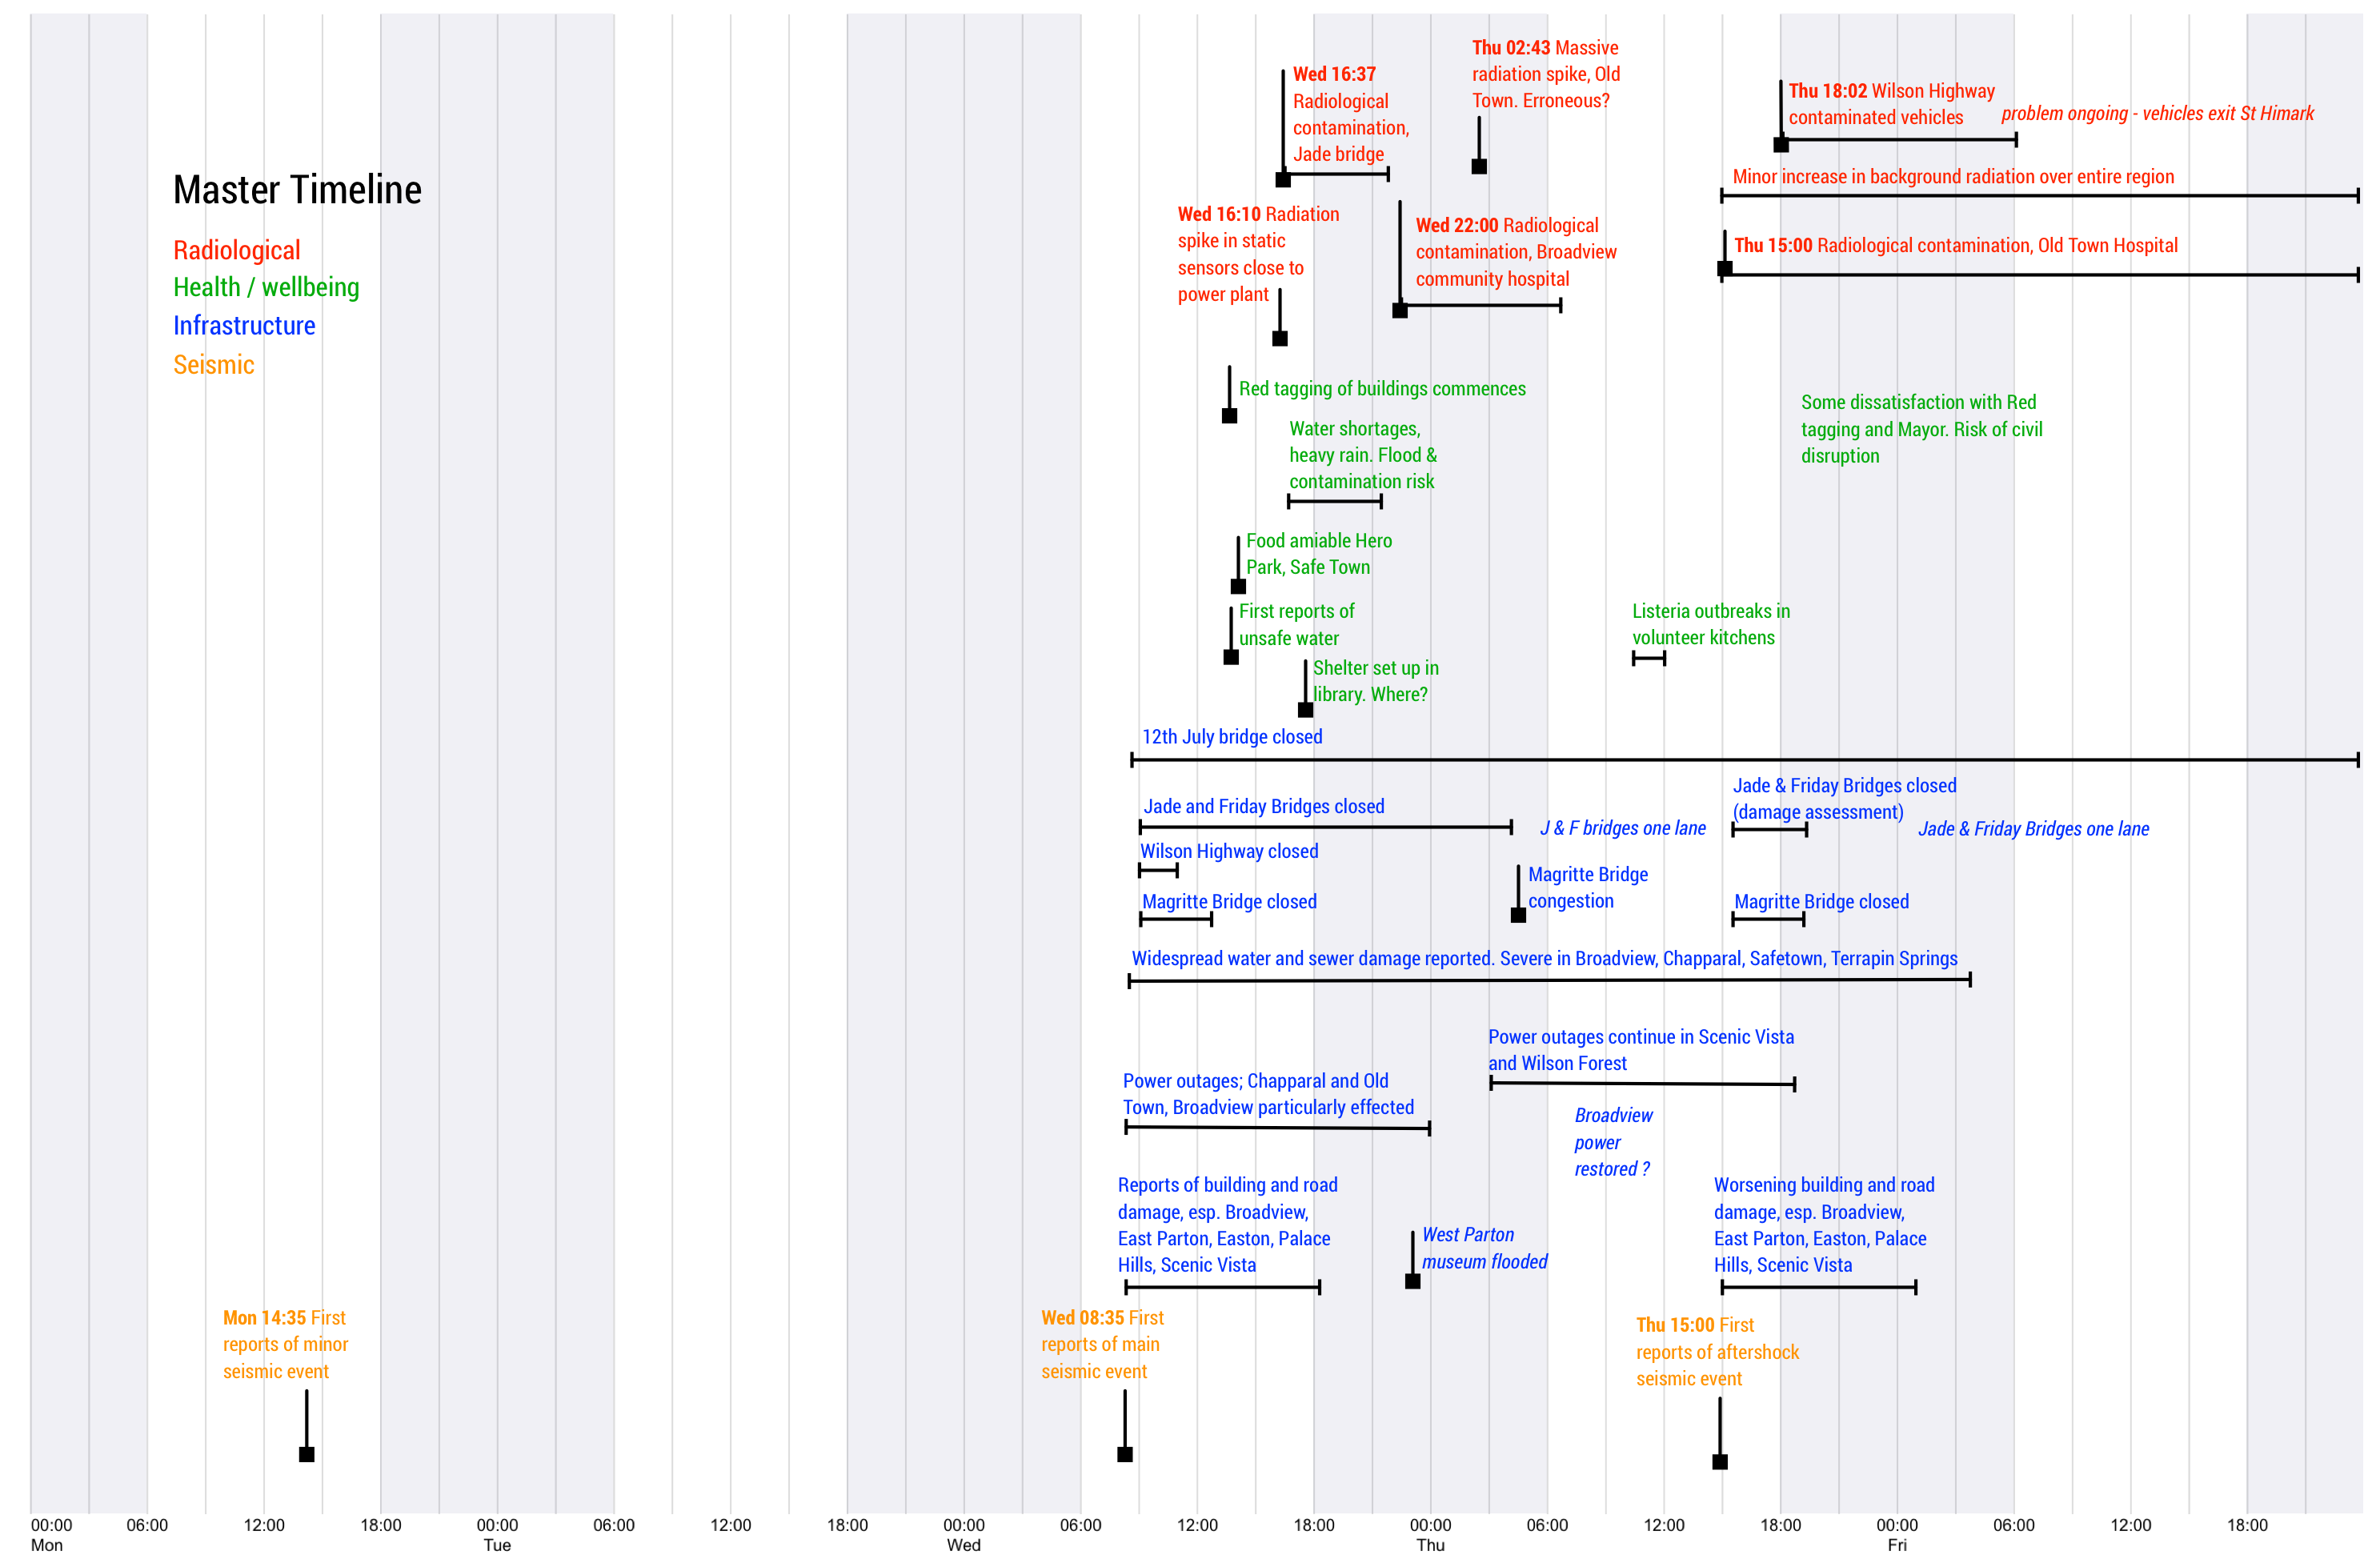 Master Timeline
Radiological
Health / wellbeing
Infrastructure
Seismic
Wed 16:37
Radiological
contamination,
Jade bridge
Thu 02:43 Massive
radiation spike, Old
Town. Erroneous?
Thu 18:02 Wilson Highway
contaminated vehicles
problem ongoing - vehicles exit St Himark
Minor increase in background radiation over entire region
Wed 16:10 Radiation
spike in static
sensors close to
power plant
Wed 22:00 Radiological
contamination, Broadview
community hospital
Thu 15:00 Radiological contamination, Old Town Hospital
Red tagging of buildings commences
Some dissatisfaction with Red
tagging and Mayor. Risk of civil
disruption
Water shortages,
heavy rain. Flood &
contamination risk
Food amiable Hero
Park, Safe Town
First reports of
unsafe water
Listeria outbreaks in
volunteer kitchens
Shelter set up in
library. Where?
12th July bridge closed
Jade and Friday Bridges closed
J & F bridges one lane
Jade & Friday Bridges closed
(damage assessment)
Jade & Friday Bridges one lane
Wilson Highway closed
Magritte Bridge
congestion
Magritte Bridge closed
Magritte Bridge closed
Widespread water and sewer damage reported. Severe in Broadview, Chapparal, Safetown, Terrapin Springs
Power outages continue in Scenic Vista
and Wilson Forest
Power outages; Chapparal and Old
Town, Broadview particularly effected
Broadview
power
restored ?
Reports of building and road
damage, esp. Broadview,
East Parton, Easton, Palace
Hills, Scenic Vista
West Parton
museum flooded
Worsening building and road
damage, esp. Broadview,
East Parton, Easton, Palace
Hills, Scenic Vista
Mon 14:35 First
reports of minor
seismic event
Wed 08:35 First
reports of main
seismic event
Thu 15:00 First
reports of aftershock
seismic event
00:00 06:00 12:00 18:00 00:00 06:00 12:00 18:00 00:00 06:00 12:00 18:00 00:00 06:00 12:00 18:00 00:00 06:00 12:00 18:00
Mon Tue Wed Thu Fri